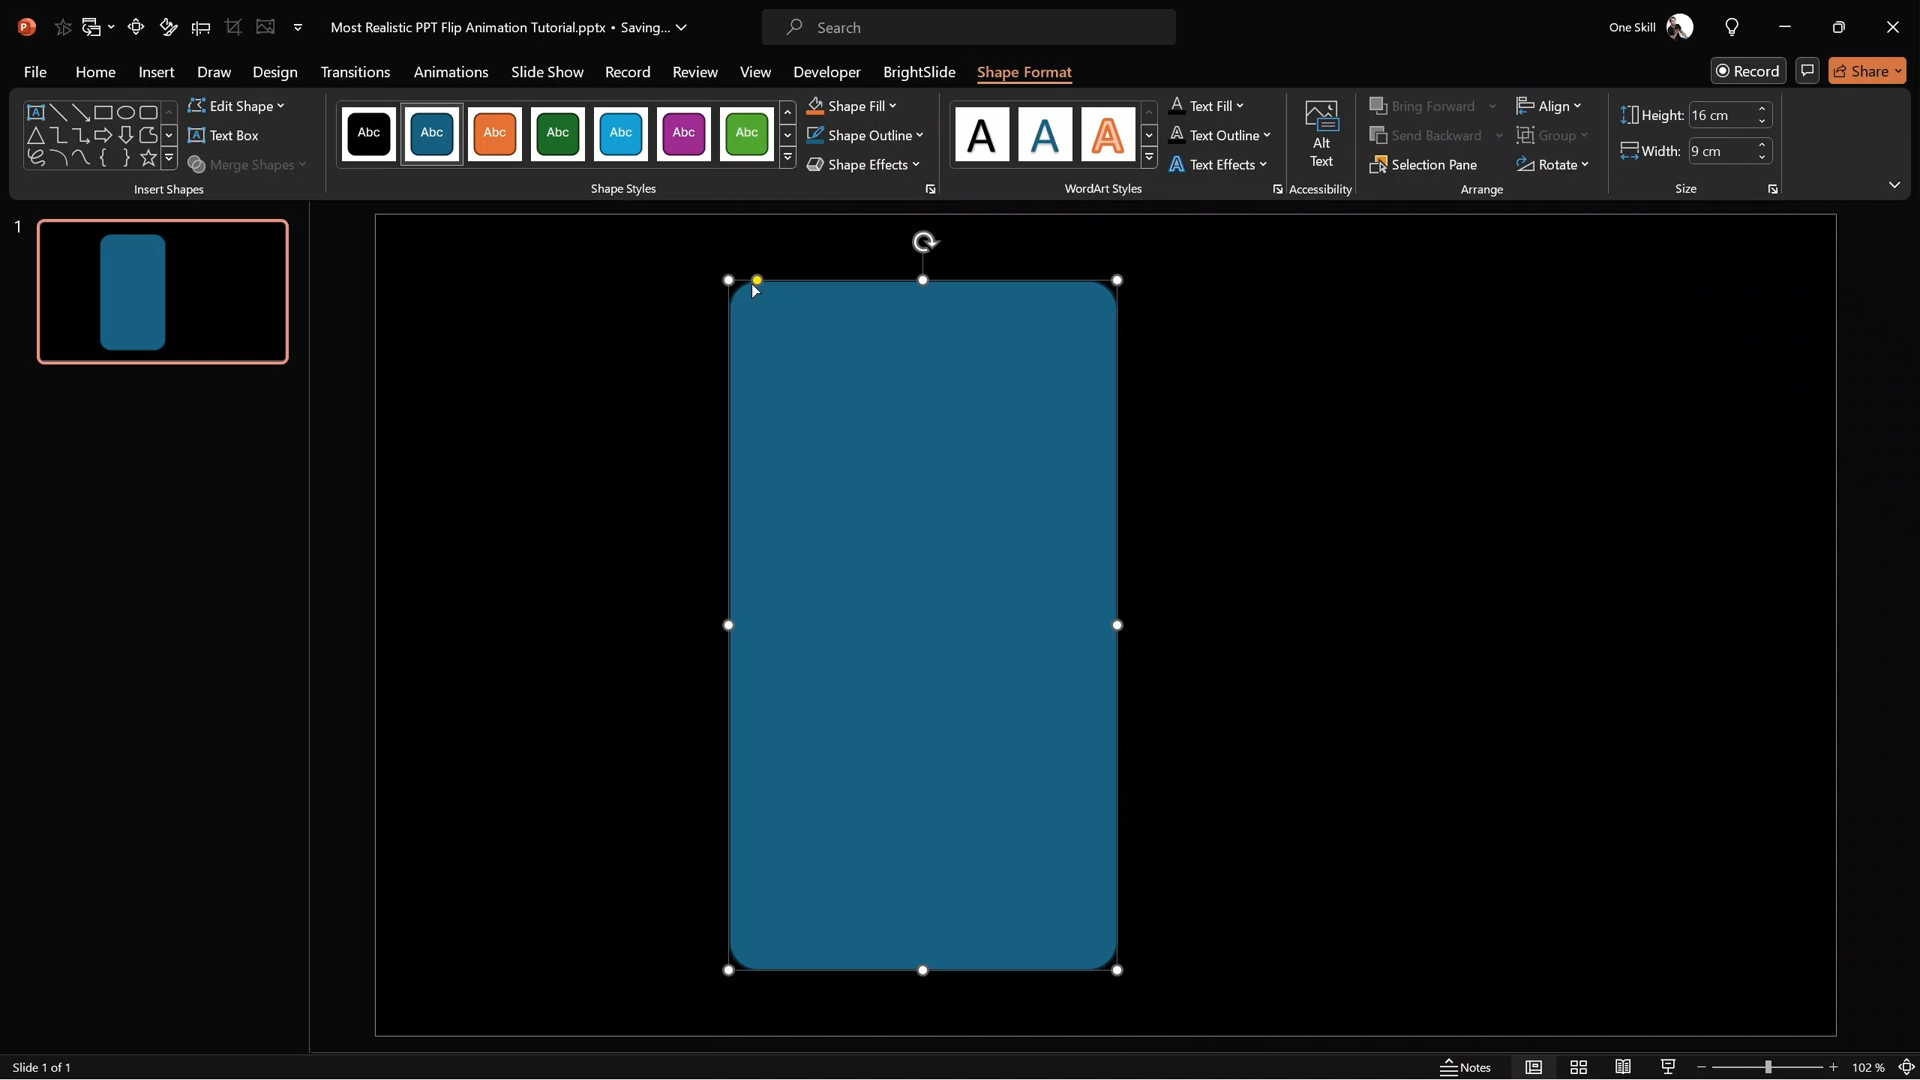 Most Realistic PPT Flip Animation Tutorial.pptx • Saving...
Search
One Skill
File Home Insert Draw Design Transitions Animations Slide Show Record Review View Developer BrightSlide Shape Format
Record
Share
Edit Shape
Text Box
Merge Shapes
Insert Shapes
Abc Abc Abc Abc Abc Abc Abc
Shape Fill
Shape Outline
Shape Effects
Shape Styles
A A A
Text Fill
Text Outline
Text Effects
WordArt Styles
Alt
Text
Accessibility
Bring Forward
Send Backward
Selection Pane
Align
Group
Rotate
Arrange
Height: 16 cm
Width: 9 cm
Size
1
Slide 1 of 1
Notes
102 %